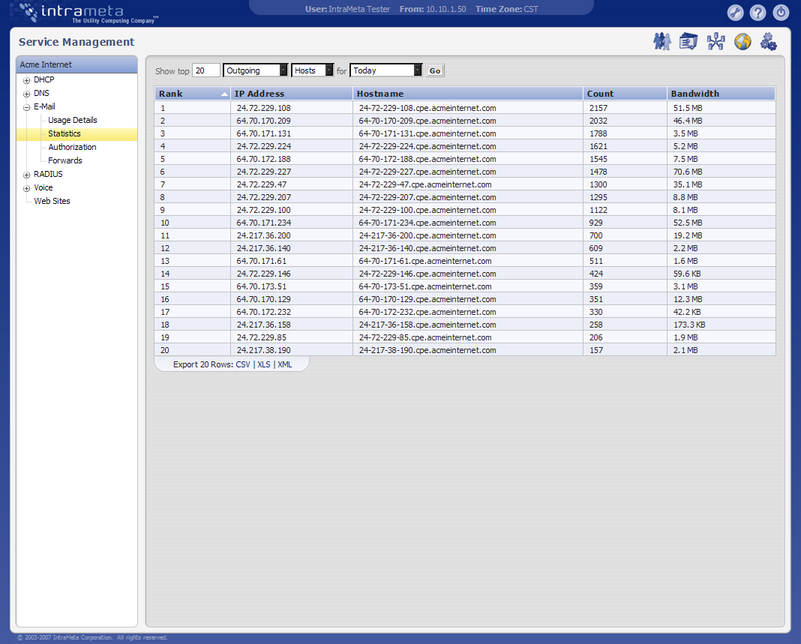 intrameta
The Utility Computing Company
User: IntraMeta Tester From: 10.10.1.50 Time Zone: CST
Service Management
Acme Internet
DHCP
DNS
E-Mail
Usage Details
Statistics
Authorization
Forwards
RADIUS
Voice
Web Sites
Show top 20 Outgoing Hosts for Today Go
Rank IP Address Hostname Count Bandwidth
1 24.72.229.108 24-72-229-108.cpe.acmeinternet.com 2157 51.5 MB
2 64.70.170.209 64-70-170-209.cpe.acmeinternet.com 2032 46.4 MB
3 64.70.171.131 64-70-171-131.cpe.acmeinternet.com 1788 3.5 MB
4 24.72.229.224 24-72-229-224.cpe.acmeinternet.com 1621 5.2 MB
5 64.70.172.188 64-70-172-188.cpe.acmeinternet.com 1545 7.5 MB
6 24.72.229.227 24-72-229-227.cpe.acmeinternet.com 1478 70.6 MB
7 24.72.229.47 24-72-229-47.cpe.acmeinternet.com 1300 35.1 MB
8 24.72.229.207 24-72-229-207.cpe.acmeinternet.com 1295 8.8 MB
9 24.72.229.100 24-72-229-100.cpe.acmeinternet.com 1122 8.1 MB
10 64.70.171.234 64-70-171-234.cpe.acmeinternet.com 929 52.5 MB
11 24.217.36.200 24-217-36-200.cpe.acmeinternet.com 700 19.2 MB
12 24.217.36.140 24-217-36-140.cpe.acmeinternet.com 609 2.2 MB
13 64.70.171.61 64-70-171-61.cpe.acmeinternet.com 511 1.6 MB
14 24.72.229.146 24-72-229-146.cpe.acmeinternet.com 424 59.6 KB
15 64.70.173.51 64-70-173-51.cpe.acmeinternet.com 359 3.1 MB
16 64.70.170.129 64-70-170-129.cpe.acmeinternet.com 351 12.3 MB
17 64.70.172.232 64-70-172-232.cpe.acmeinternet.com 330 42.2 KB
18 24.217.36.158 24-217-36-158.cpe.acmeinternet.com 258 173.3 KB
19 24.72.229.85 24-72-229-85.cpe.acmeinternet.com 206 1.9 MB
20 24.217.38.190 24-217-38-190.cpe.acmeinternet.com 157 2.1 MB
Export 20 Rows: CSV | XLS | XML
© 2003-2007 IntraMeta Corporation. All rights reserved.